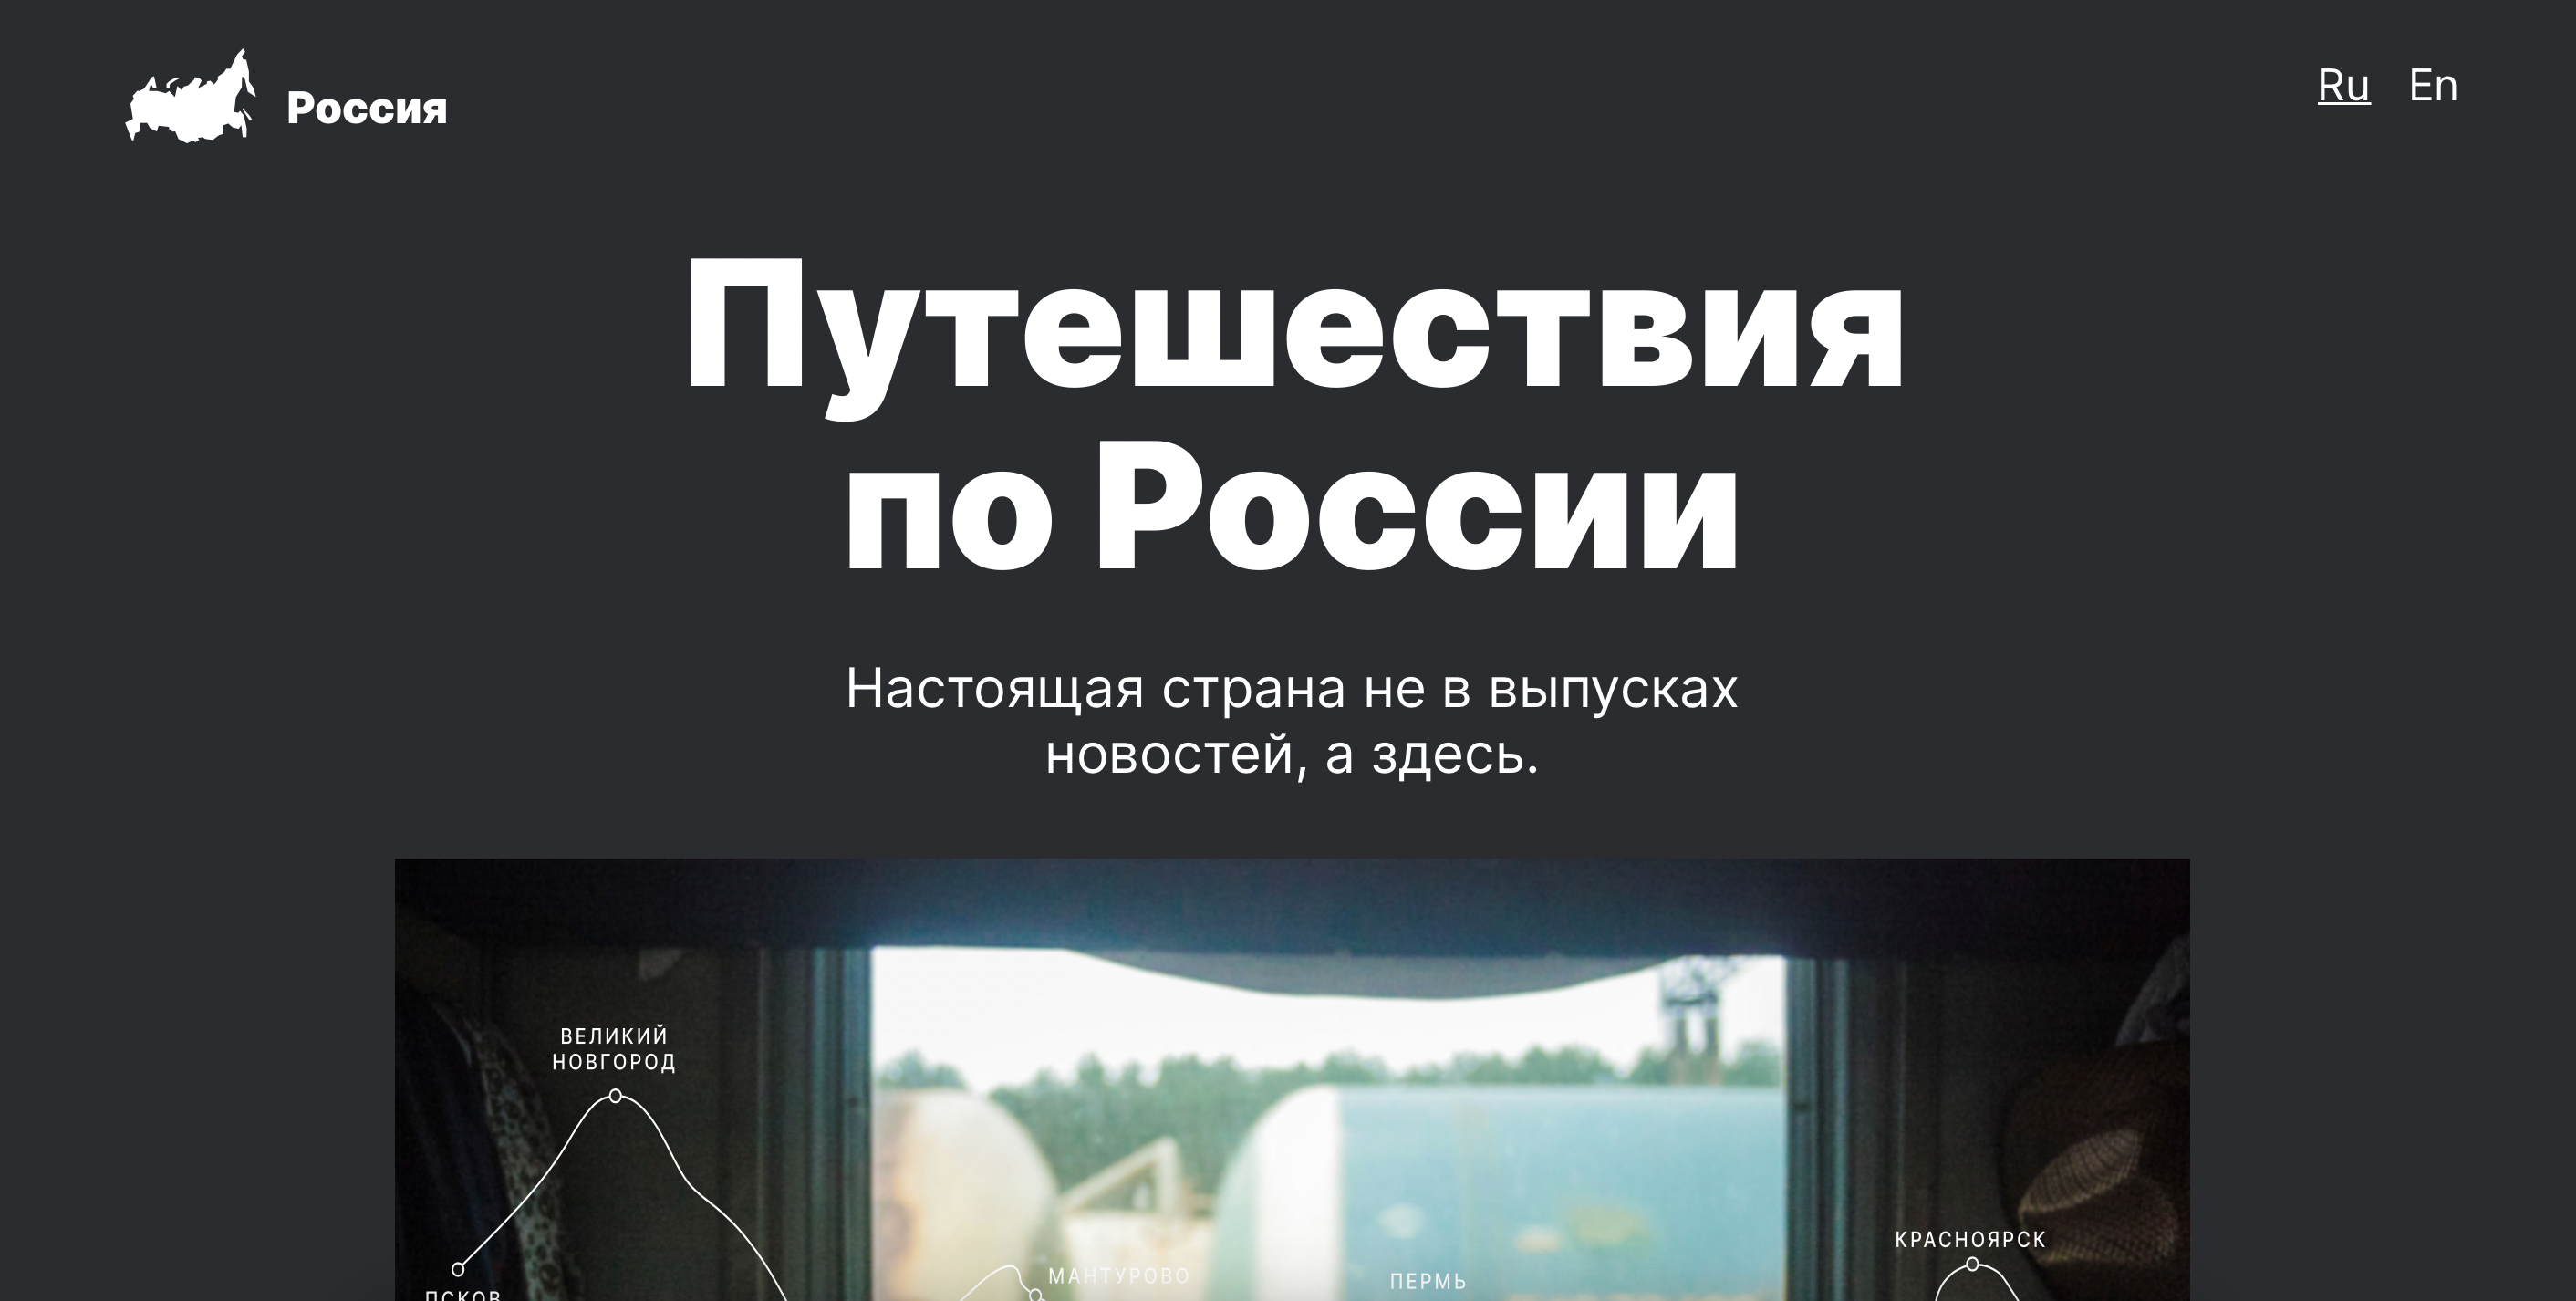 Россия
Ru En
Путешествия
по России
Настоящая страна не в выпусках
новостей, а здесь.
ВЕЛИКИЙ
НОВГОРОД
КРАСНОЯРСК
МАНТУРОВО
ПЕРМЬ
ПСКОВ